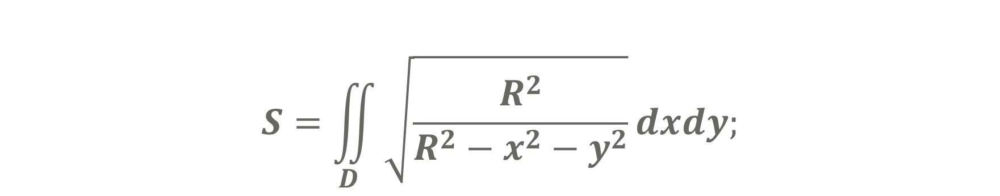 S = ∬_D √(R²/(R² − x² − y²)) dxdy;